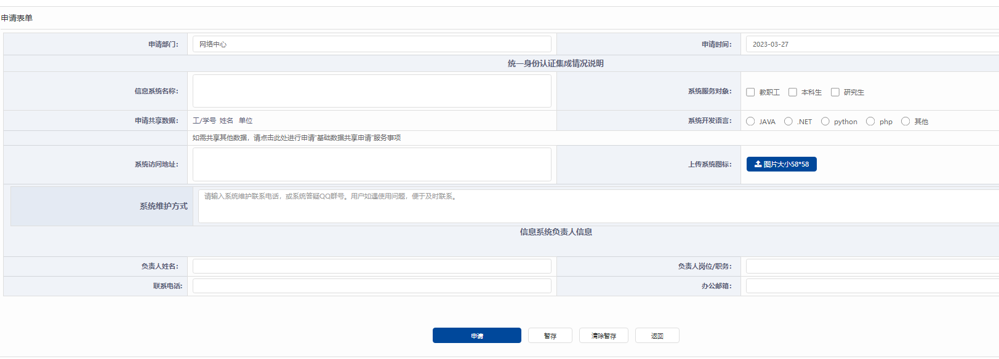 申请表单
申请部门： 网络中心 申请时间： 2023-03-27
统一身份认证集成情况说明
信息系统名称： 系统服务对象： 教职工 本科生 研究生
申请共享数据： 工/学号 姓名 单位 系统开发语言： JAVA .NET python php 其他
如需共享其他数据，请点击此处进行申请"基础数据共享申请"服务事项
系统访问地址： 上传系统图标： 图片大小58*58
系统维护方式 请输入系统维护联系电话，或系统答疑QQ群号。用户如遇使用问题，便于及时联系。
信息系统负责人信息
负责人姓名： 负责人岗位/职务：
联系电话: 办公邮箱：
申请 暂存 清除暂存 返回